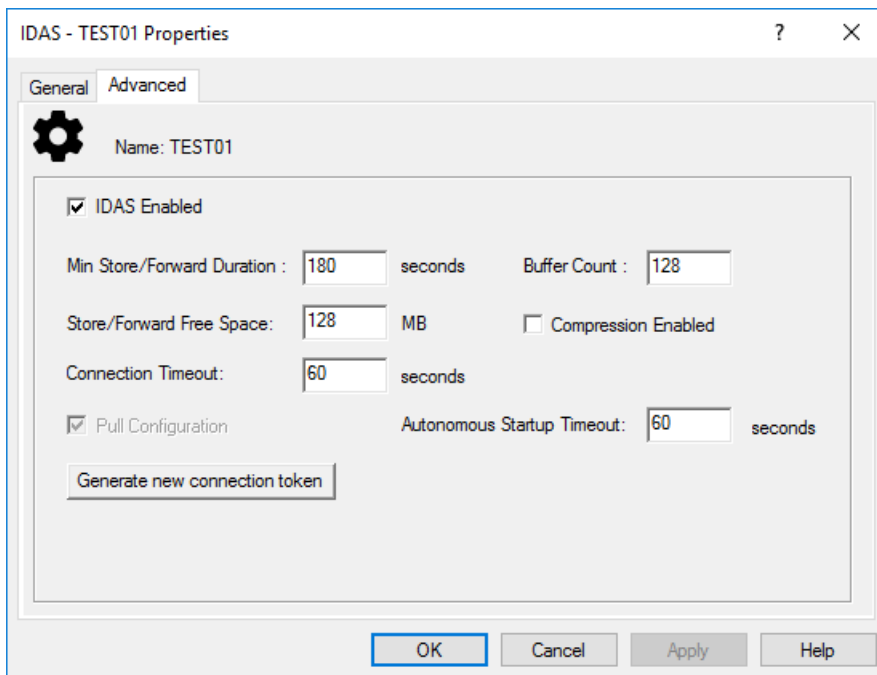 IDAS - TEST01 Properties ?
General Advanced
Name: TEST01
IDAS Enabled
Min Store/Forward Duration : 180 seconds Buffer Count : 128
Store/Forward Free Space: 128 MB Compression Enabled
Connection Timeout: 60 seconds
Pull Configuration Autonomous Startup Timeout: 60 seconds
Generate new connection token
OK Cancel Apply Help